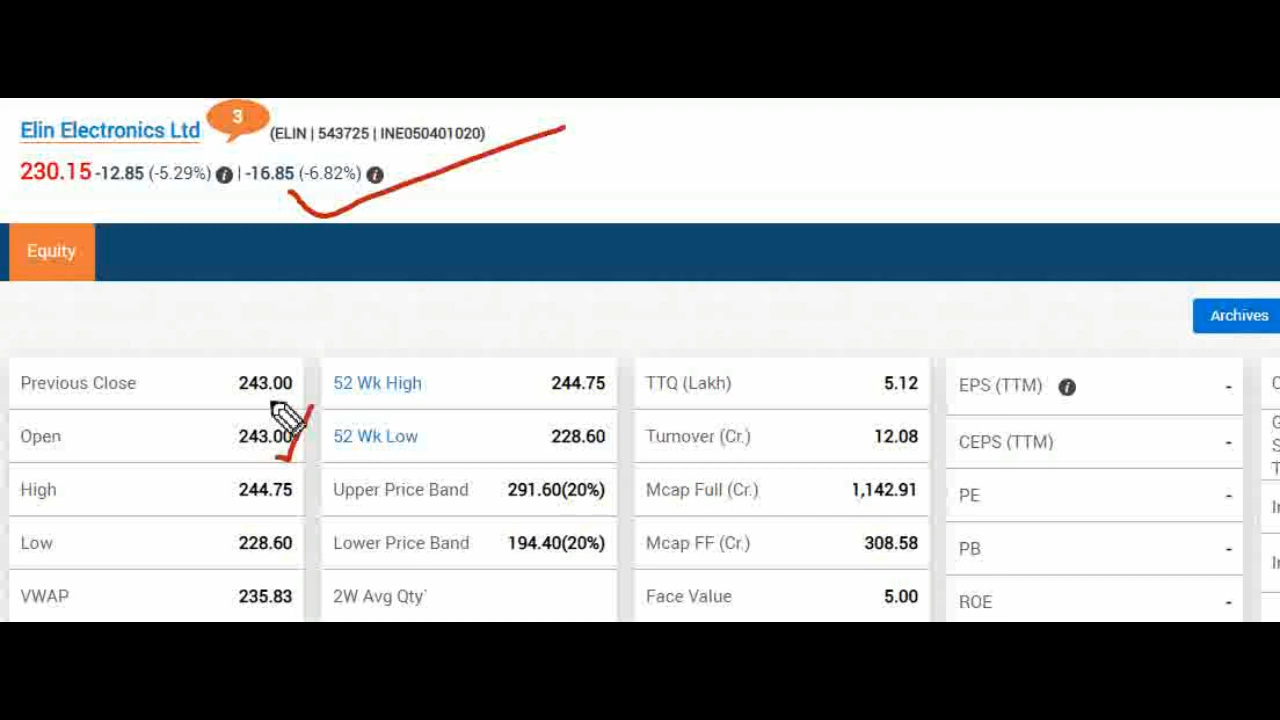 Elin Electronics Ltd 3 (ELIN | 543725 | INE050401020)
230.15 -12.85 (-5.29%) i | -16.85 (-6.82%) i
Equity
Archives
Previous Close 243.00
Open 243.00
High 244.75
Low 228.60
VWAP 235.83
52 Wk High 244.75
52 Wk Low 228.60
Upper Price Band 291.60(20%)
Lower Price Band 194.40(20%)
2W Avg Qty*
TTQ (Lakh) 5.12
Turnover (Cr.) 12.08
Mcap Full (Cr.) 1,142.91
Mcap FF (Cr.) 308.58
Face Value 5.00
EPS (TTM) i -
CEPS (TTM) -
PE -
PB -
ROE -